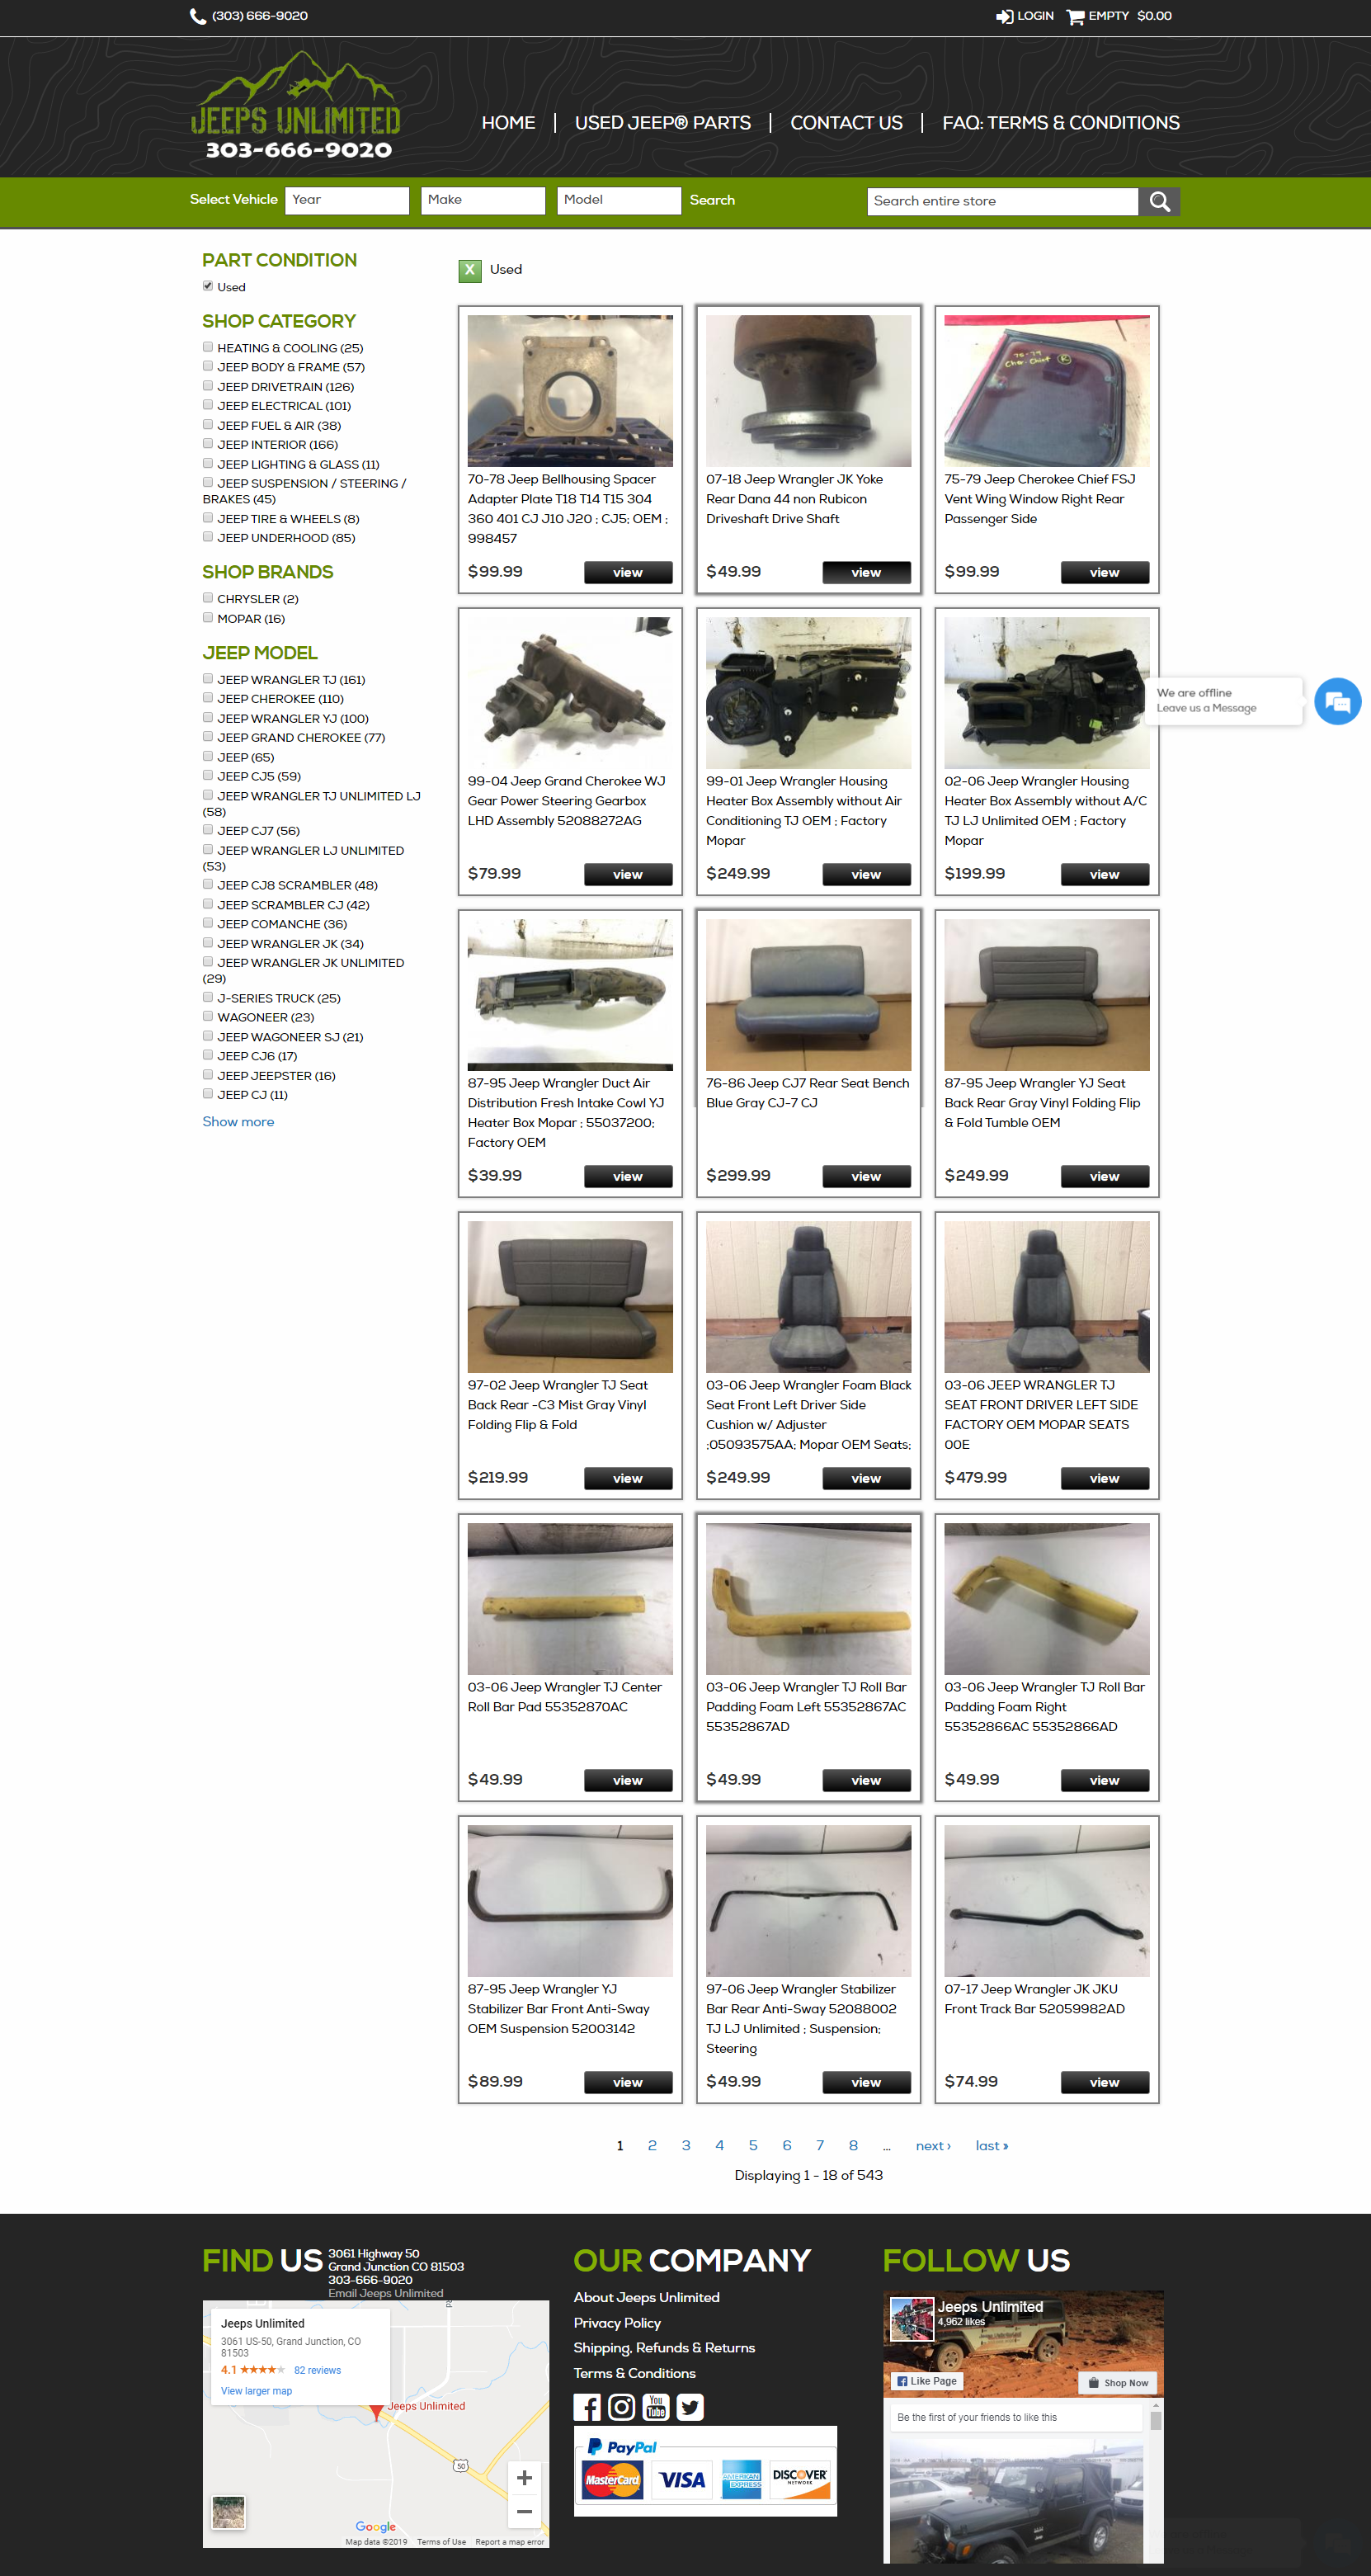 (303) 666-9020
LOGIN EMPTY $0.00
JEEPS UNLIMITED
303-666-9020
HOME USED JEEP® PARTS CONTACT US FAQ: TERMS & CONDITIONS
Select Vehicle Year Make Model Search Search entire store
PART CONDITION
Used
SHOP CATEGORY
HEATING & COOLING (25)
JEEP BODY & FRAME (57)
JEEP DRIVETRAIN (126)
JEEP ELECTRICAL (101)
JEEP FUEL & AIR (38)
JEEP INTERIOR (166)
JEEP LIGHTING & GLASS (11)
JEEP SUSPENSION / STEERING /
BRAKES (45)
JEEP TIRE & WHEELS (8)
JEEP UNDERHOOD (85)
SHOP BRANDS
CHRYSLER (2)
MOPAR (16)
JEEP MODEL
JEEP WRANGLER TJ (161)
JEEP CHEROKEE (110)
JEEP WRANGLER YJ (100)
JEEP GRAND CHEROKEE (77)
JEEP (65)
JEEP CJ5 (59)
JEEP WRANGLER TJ UNLIMITED LJ
(58)
JEEP CJ7 (56)
JEEP WRANGLER LJ UNLIMITED
(53)
JEEP CJ8 SCRAMBLER (48)
JEEP SCRAMBLER CJ (42)
JEEP COMANCHE (36)
JEEP WRANGLER JK (34)
JEEP WRANGLER JK UNLIMITED
(29)
J-SERIES TRUCK (25)
WAGONEER (23)
JEEP WAGONEER SJ (21)
JEEP CJ6 (17)
JEEP JEEPSTER (16)
JEEP CJ (11)
Show more
X Used
70-78 Jeep Bellhousing Spacer
Adapter Plate T18 T14 T15 304
360 401 CJ J10 J20 ; CJ5; OEM ;
998457
$99.99 view
07-18 Jeep Wrangler JK Yoke
Rear Dana 44 non Rubicon
Driveshaft Drive Shaft
$49.99 view
75-79
Cher-Chief R
75-79 Jeep Cherokee Chief FSJ
Vent Wing Window Right Rear
Passenger Side
$99.99 view
99-04 Jeep Grand Cherokee WJ
Gear Power Steering Gearbox
LHD Assembly 52088272AG
$79.99 view
99-01 Jeep Wrangler Housing
Heater Box Assembly without Air
Conditioning TJ OEM ; Factory
Mopar
$249.99 view
02-06 Jeep Wrangler Housing
Heater Box Assembly without A/C
TJ LJ Unlimited OEM ; Factory
Mopar
$199.99 view
We are offline
Leave us a Message
87-95 Jeep Wrangler Duct Air
Distribution Fresh Intake Cowl YJ
Heater Box Mopar ; 55037200;
Factory OEM
$39.99 view
76-86 Jeep CJ7 Rear Seat Bench
Blue Gray CJ-7 CJ
$299.99 view
87-95 Jeep Wrangler YJ Seat
Back Rear Gray Vinyl Folding Flip
& Fold Tumble OEM
$249.99 view
97-02 Jeep Wrangler TJ Seat
Back Rear -C3 Mist Gray Vinyl
Folding Flip & Fold
$219.99 view
03-06 Jeep Wrangler Foam Black
Seat Front Left Driver Side
Cushion w/ Adjuster
;05093575AA; Mopar OEM Seats;
$249.99 view
03-06 JEEP WRANGLER TJ
SEAT FRONT DRIVER LEFT SIDE
FACTORY OEM MOPAR SEATS
00E
$479.99 view
03-06 Jeep Wrangler TJ Center
Roll Bar Pad 55352870AC
$49.99 view
03-06 Jeep Wrangler TJ Roll Bar
Padding Foam Left 55352867AC
55352867AD
$49.99 view
03-06 Jeep Wrangler TJ Roll Bar
Padding Foam Right
55352866AC 55352866AD
$49.99 view
87-95 Jeep Wrangler YJ
Stabilizer Bar Front Anti-Sway
OEM Suspension 52003142
$89.99 view
97-06 Jeep Wrangler Stabilizer
Bar Rear Anti-Sway 52088002
TJ LJ Unlimited ; Suspension;
Steering
$49.99 view
07-17 Jeep Wrangler JK JKU
Front Track Bar 52059982AD
$74.99 view
1 2 3 4 5 6 7 8 … next › last »
Displaying 1 - 18 of 543
FIND US
3061 Highway 50
Grand Junction CO 81503
303-666-9020
Email Jeeps Unlimited
Jeeps Unlimited
3061 US-50, Grand Junction, CO
81503
4.1 82 reviews
View larger map
Jeeps Unlimited
50
+
−
Google
Map data ©2019 Terms of Use Report a map error
OUR COMPANY
About Jeeps Unlimited
Privacy Policy
Shipping, Refunds & Returns
Terms & Conditions
You Tube
PayPal
MasterCard VISA AMERICAN EXPRESS DISCOVER NETWORK
FOLLOW US
Jeeps Unlimited
4,962 likes
Like Page Shop Now
Be the first of your friends to like this